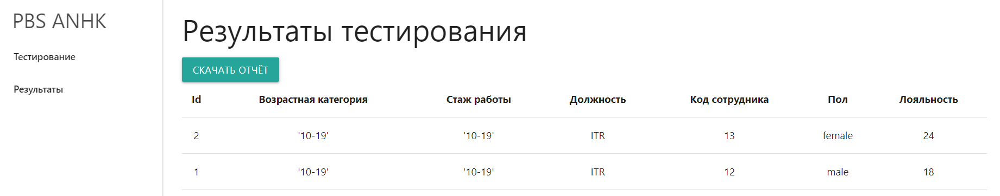 PBS ANHK
Тестирование
Результаты
Результаты тестирования
СКАЧАТЬ ОТЧЁТ
Id Возрастная категория Стаж работы Должность Код сотрудника Пол Лояльность
2 '10-19' '10-19' ITR 13 female 24
1 '10-19' '10-19' ITR 12 male 18